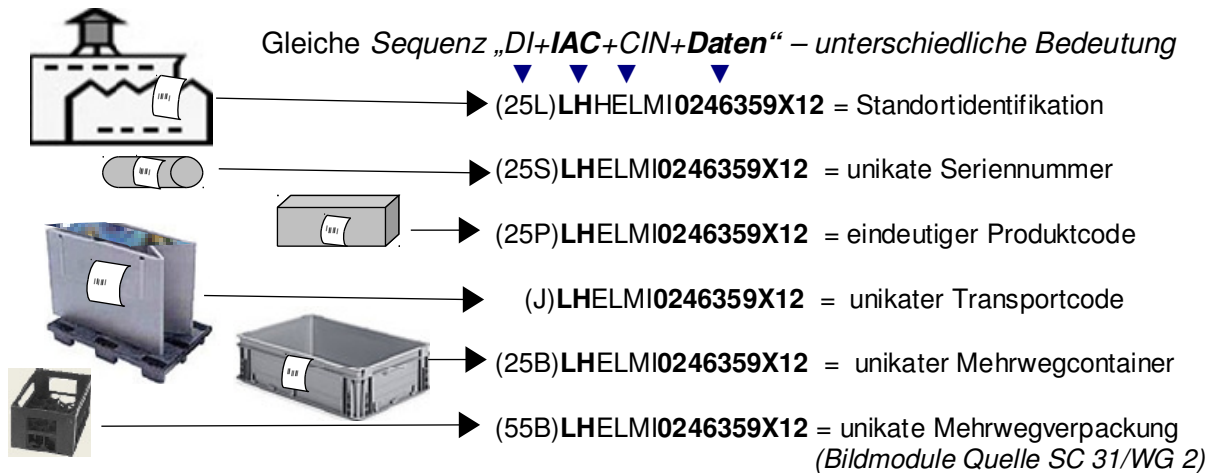 Gleiche Sequenz „DI+IAC+CIN+Daten“ – unterschiedliche Bedeutung
(25L)LHHELMI0246359X12 = Standortidentifikation
(25S)LHELMI0246359X12 = unikate Seriennummer
(25P)LHELMI0246359X12 = eindeutiger Produktcode
(J)LHELMI0246359X12 = unikater Transportcode
(25B)LHELMI0246359X12 = unikater Mehrwegcontainer
(55B)LHELMI0246359X12 = unikate Mehrwegverpackung
(Bildmodule Quelle SC 31/WG 2)